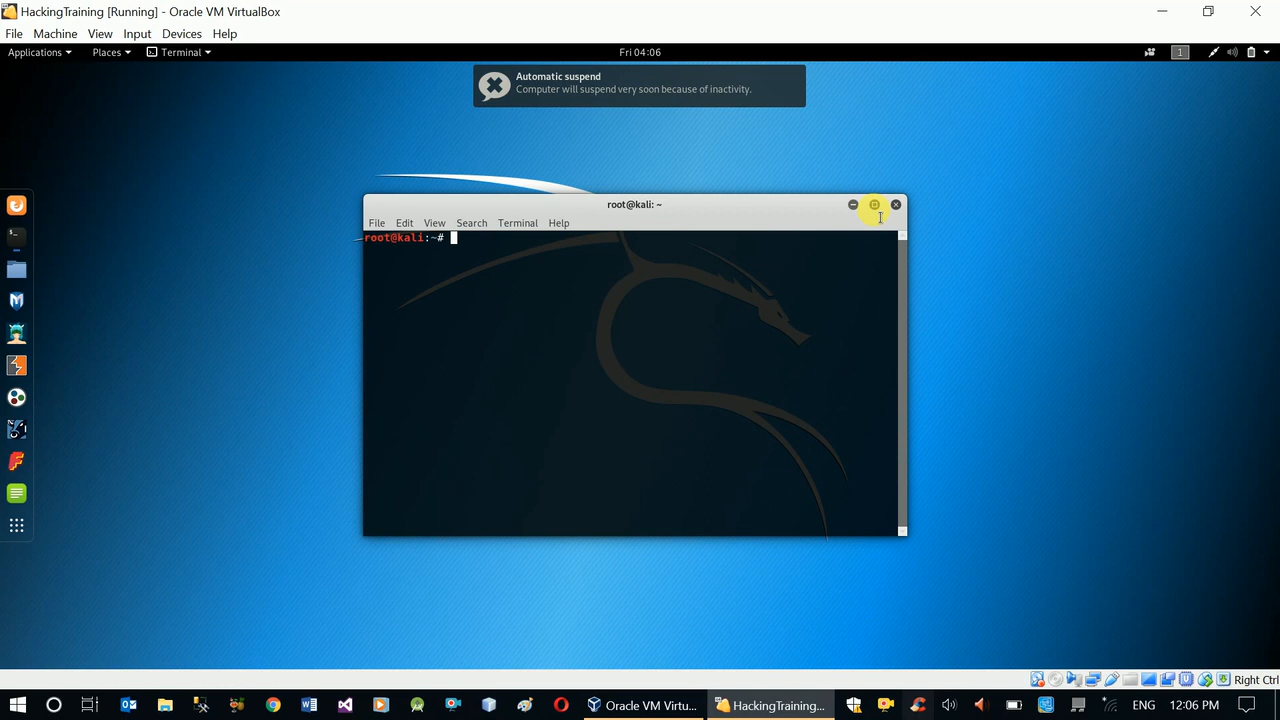 HackingTraining [Running] - Oracle VM VirtualBox
File Machine View Input Devices Help
Applications Places Terminal Fri 04:06 1
Automatic suspend
Computer will suspend very soon because of inactivity.
root@kali: ~
File Edit View Search Terminal Help
root@kali:~#
Right Ctrl
Oracle VM Virtu... HackingTraining... ENG 12:06 PM